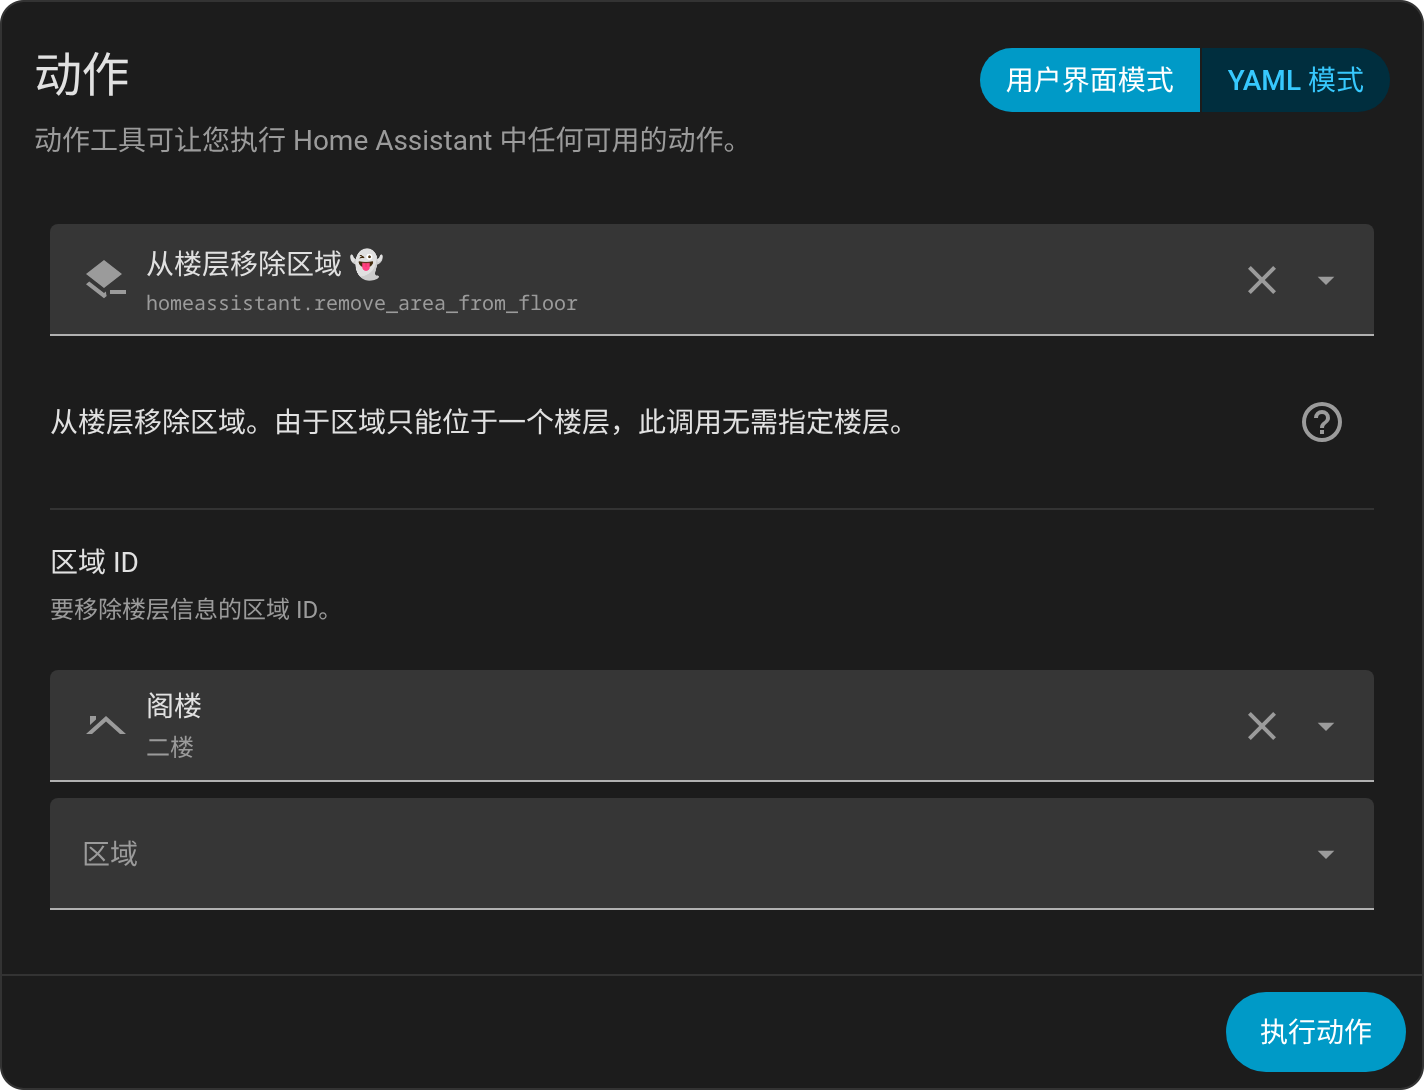 动作
用户界面模式
YAML 模式
动作工具可让您执行 Home Assistant 中任何可用的动作。
从楼层移除区域 👻
homeassistant.remove_area_from_floor
从楼层移除区域。由于区域只能位于一个楼层，此调用无需指定楼层。
区域 ID
要移除楼层信息的区域 ID。
阁楼
二楼
区域
执行动作